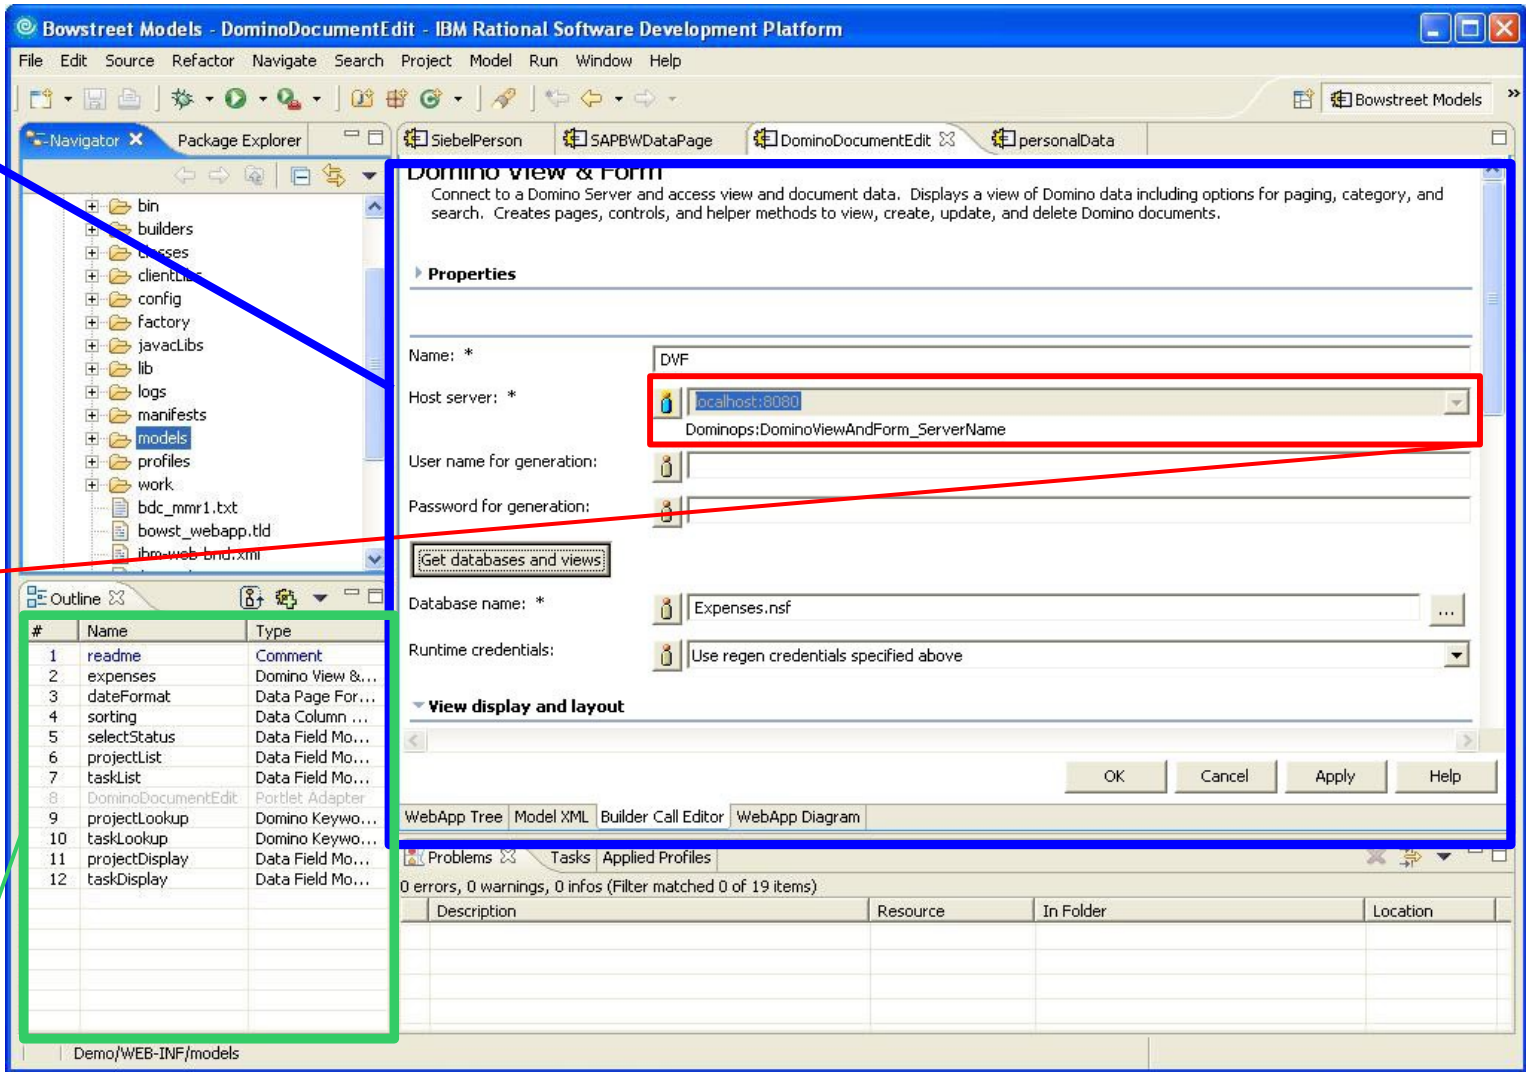 Bowstreet Models - DominoDocumentEdit - IBM Rational Software Development Platform
File Edit Source Refactor Navigate Search Project Model Run Window Help
Bowstreet Models
Navigator Package Explorer
bin
builders
classes
clientLibs
config
factory
javacLibs
lib
logs
manifests
models
profiles
work
bdc_mmr1.txt
bowst_webapp.tld
ibm-web-bnd.xmi
Outline
# Name Type
1 readme Comment
2 expenses Domino View &...
3 dateFormat Data Page For...
4 sorting Data Column ...
5 selectStatus Data Field Mo...
6 projectList Data Field Mo...
7 taskList Data Field Mo...
8 DominoDocumentEdit Portlet Adapter
9 projectLookup Domino Keywo...
10 taskLookup Domino Keywo...
11 projectDisplay Data Field Mo...
12 taskDisplay Data Field Mo...
SiebelPerson SAPBWDataPage DominoDocumentEdit personalData
Domino View & Form
Connect to a Domino Server and access view and document data. Displays a view of Domino data including options for paging, category, and
search. Creates pages, controls, and helper methods to view, create, update, and delete Domino documents.
Properties
Name: * DVF
Host server: * localhost:8080
Dominops:DominoViewAndForm_ServerName
User name for generation:
Password for generation:
Get databases and views
Database name: * Expenses.nsf ...
Runtime credentials: Use regen credentials specified above
View display and layout
OK Cancel Apply Help
WebApp Tree Model XML Builder Call Editor WebApp Diagram
Problems Tasks Applied Profiles
0 errors, 0 warnings, 0 infos (Filter matched 0 of 19 items)
Description Resource In Folder Location
Demo/WEB-INF/models